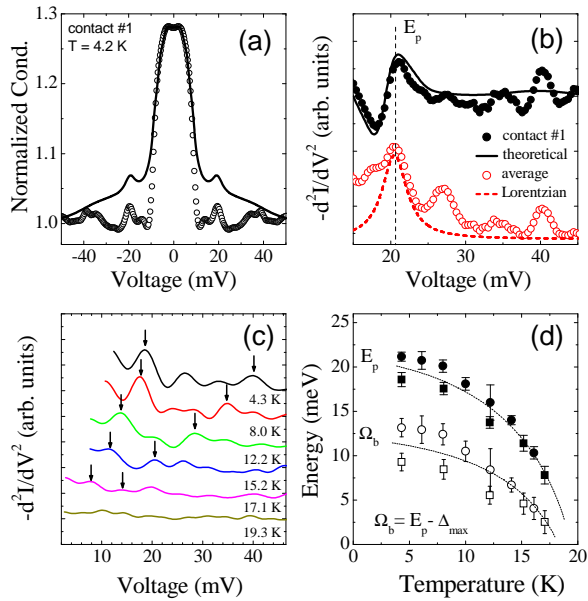 contact #1
T = 4.2 K
(a)
Normalized Cond.
1.3
1.2
1.1
1.0
-40 -20 0 20 40
Voltage (mV)
E_p
(b)
-d²I/dV² (arb. units)
contact #1
theoretical
average
Lorentzian
20 30 40
Voltage (mV)
(c)
-d²I/dV² (arb. units)
4.3 K
8.0 K
12.2 K
15.2 K
17.1 K
19.3 K
10 20 30 40
Voltage (mV)
(d)
Energy (meV)
25
20
15
10
5
0
E_p
Ω_b
Ω_b = E_p - Δ_max
0 5 10 15 20
Temperature (K)